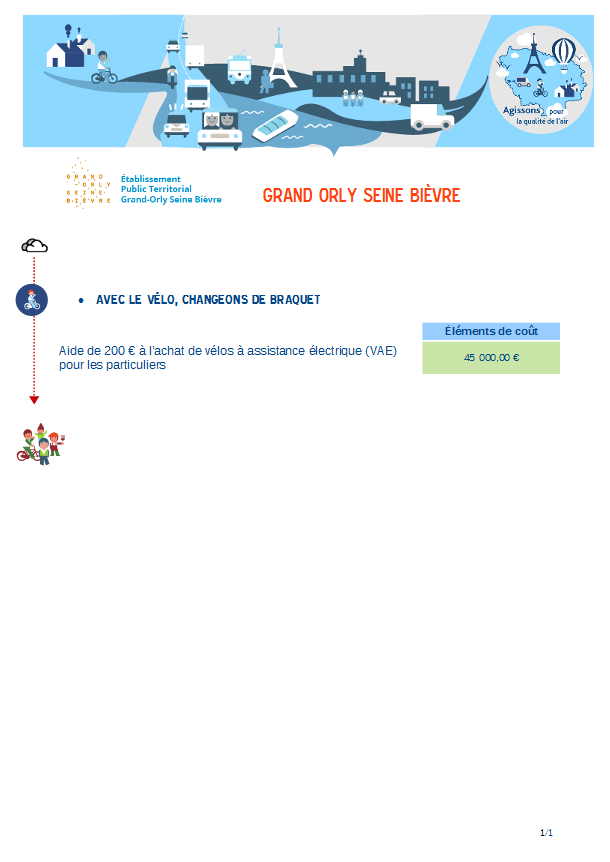 Agissons pour
la qualité de l'air
GRAND
ORLY
SEINE
BIÈVRE
Établissement
Public Territorial
Grand-Orly Seine Bièvre
GRAND ORLY SEINE BIÈVRE
• AVEC LE VÉLO, CHANGEONS DE BRAQUET
Éléments de coût
Aide de 200 € à l'achat de vélos à assistance électrique (VAE)
pour les particuliers
45 000,00 €
1/1